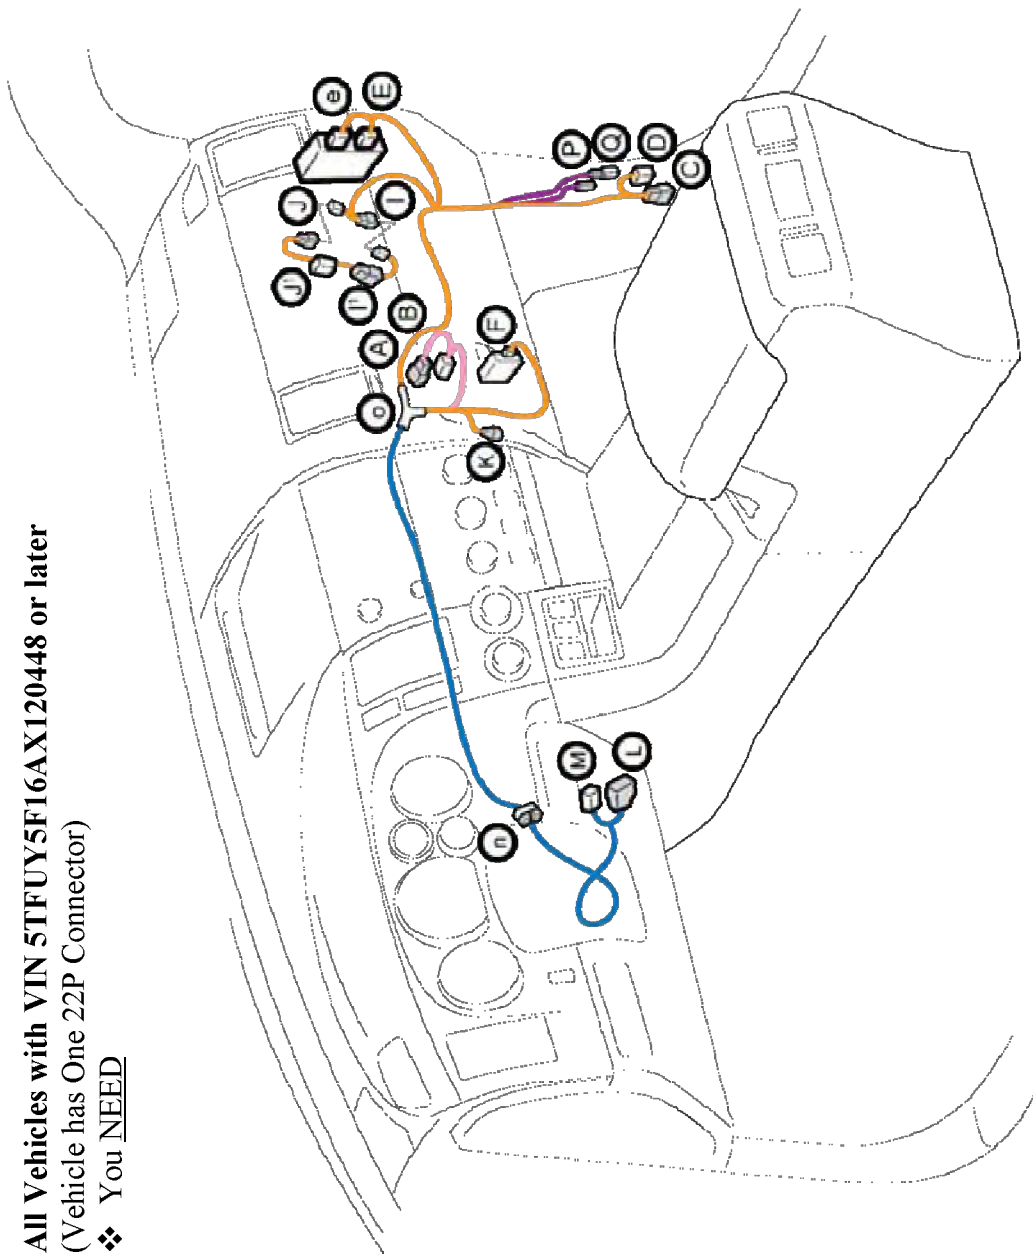 All Vehicles with VIN 5TFUY5F16AX120448 or later
(Vehicle has One 22P Connector)
❖ You NEED
e
E
J
I
J'
I'
B
A
o
F
K
P
Q
D
C
n
M
L